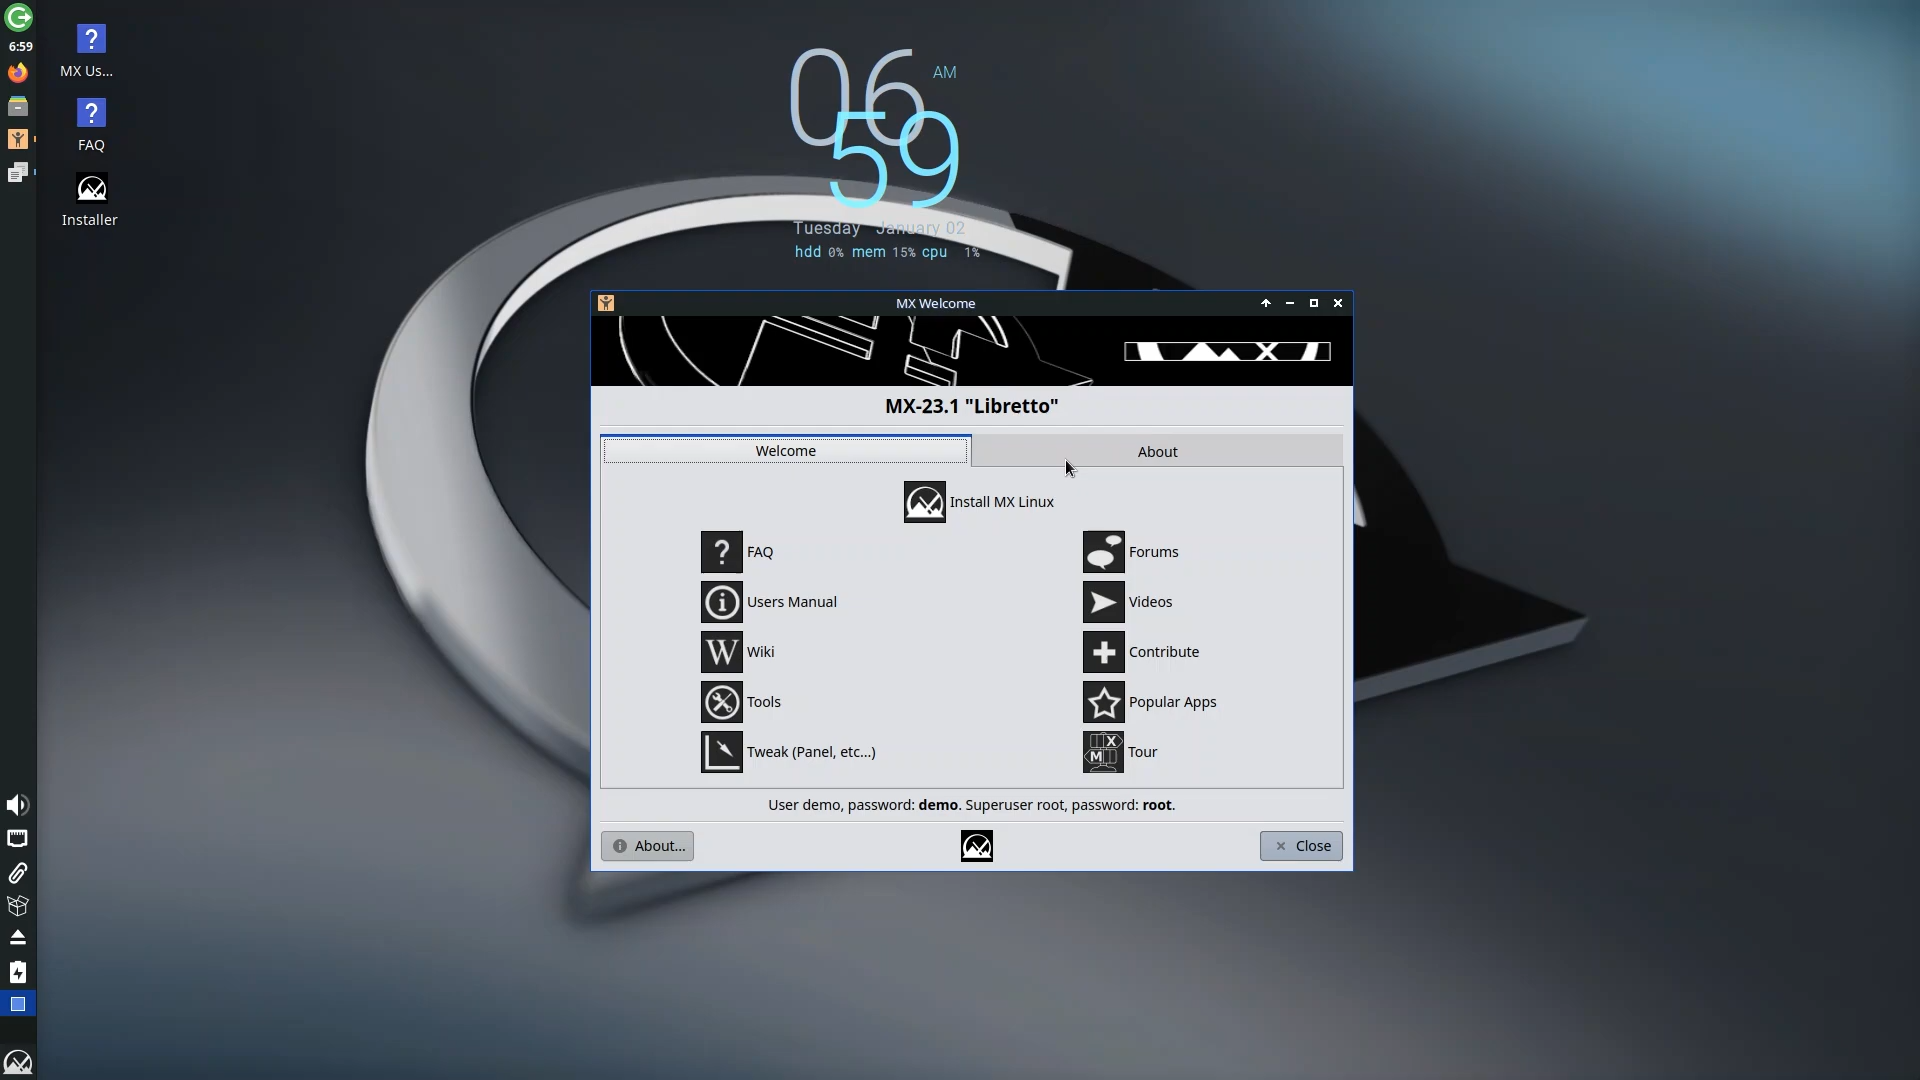 6:59
MX Us...
FAQ
Installer
06
AM
59
Tuesday January 02
hdd 0% mem 15% cpu 1%
MX Welcome
MX-23.1 "Libretto"
Welcome
About
Install MX Linux
FAQ
Forums
Users Manual
Videos
Wiki
Contribute
Tools
Popular Apps
Tweak (Panel, etc...)
Tour
User demo, password: demo. Superuser root, password: root.
About...
Close